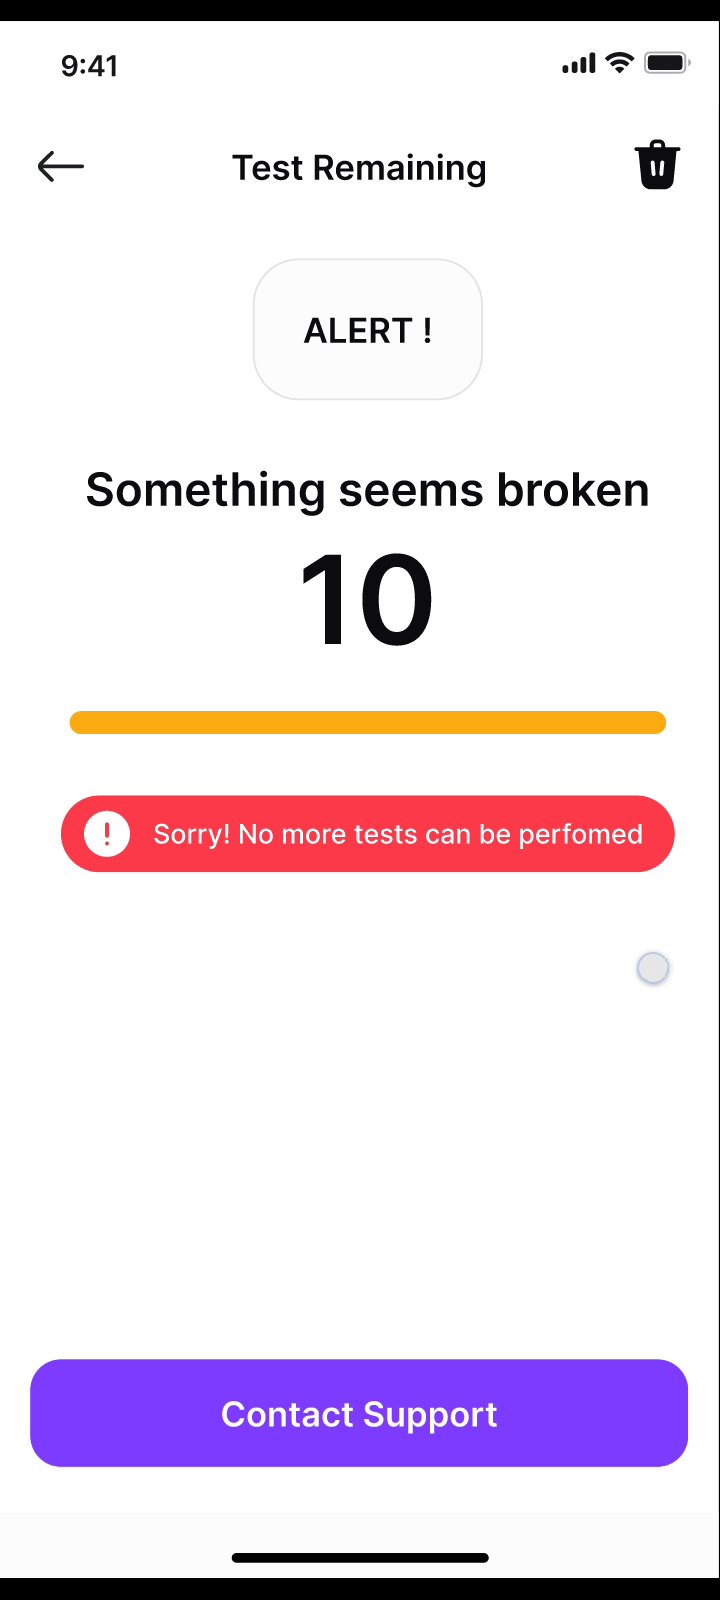 9:41
Test Remaining
ALERT !
Something seems broken
10
Sorry! No more tests can be perfomed
Contact Support